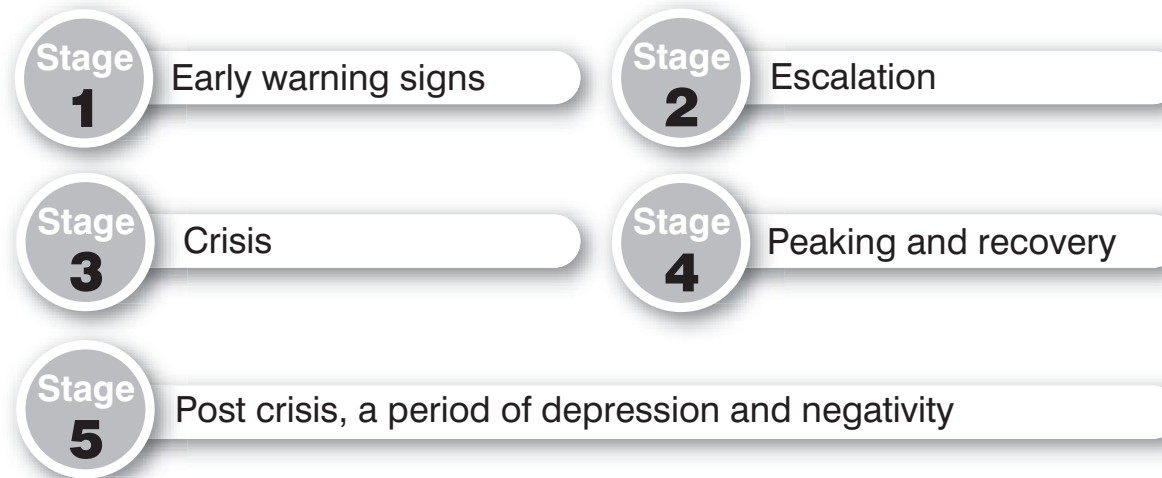 Stage
1
Early warning signs
Stage
2
Escalation
Stage
3
Crisis
Stage
4
Peaking and recovery
Stage
5
Post crisis, a period of depression and negativity